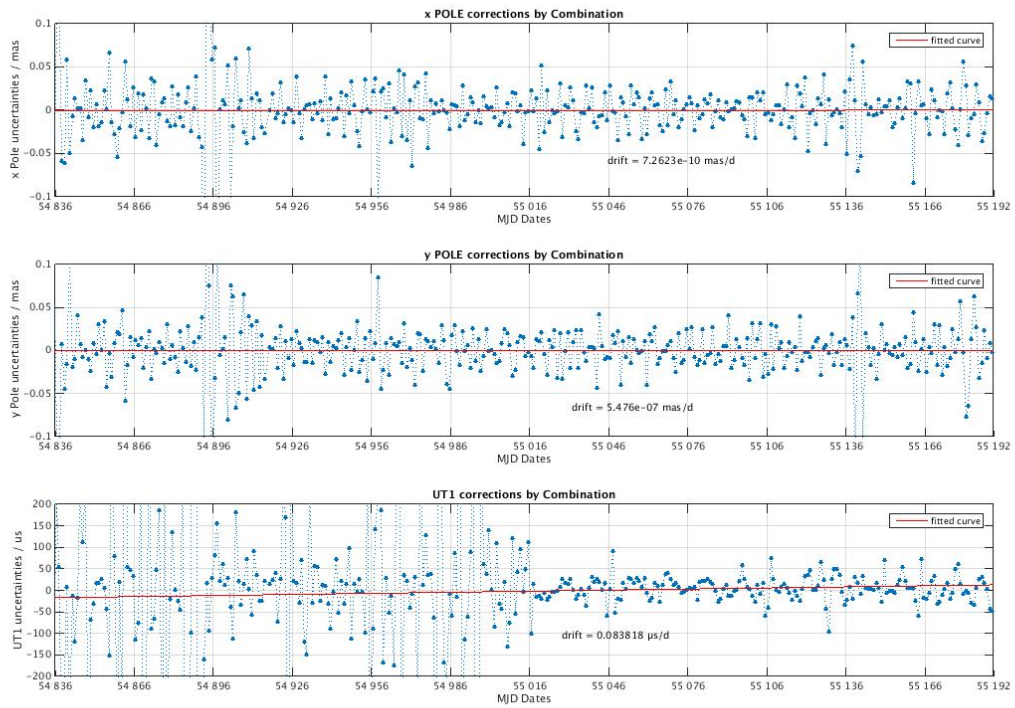 x POLE corrections by Combination
x Pole uncertainties / mas
0.1
0.05
0
-0.05
-0.1
fitted curve
drift = 7.2623e-10 mas/d
54 836 54 866 54 896 54 926 54 956 54 986 55 016 55 046 55 076 55 106 55 136 55 166 55 192
MJD Dates
y POLE corrections by Combination
y Pole uncertainties / mas
0.1
0.05
0
-0.05
-0.1
fitted curve
drift = 5.476e-07 mas/d
54 836 54 866 54 896 54 926 54 956 54 986 55 016 55 046 55 076 55 106 55 136 55 166 55 192
MJD Dates
UT1 corrections by Combination
UT1 uncertainties / us
200
150
100
50
0
-50
-100
-150
-200
fitted curve
drift = 0.083818 µs/d
54 836 54 866 54 896 54 926 54 956 54 986 55 016 55 046 55 076 55 106 55 136 55 166 55 192
MJD Dates